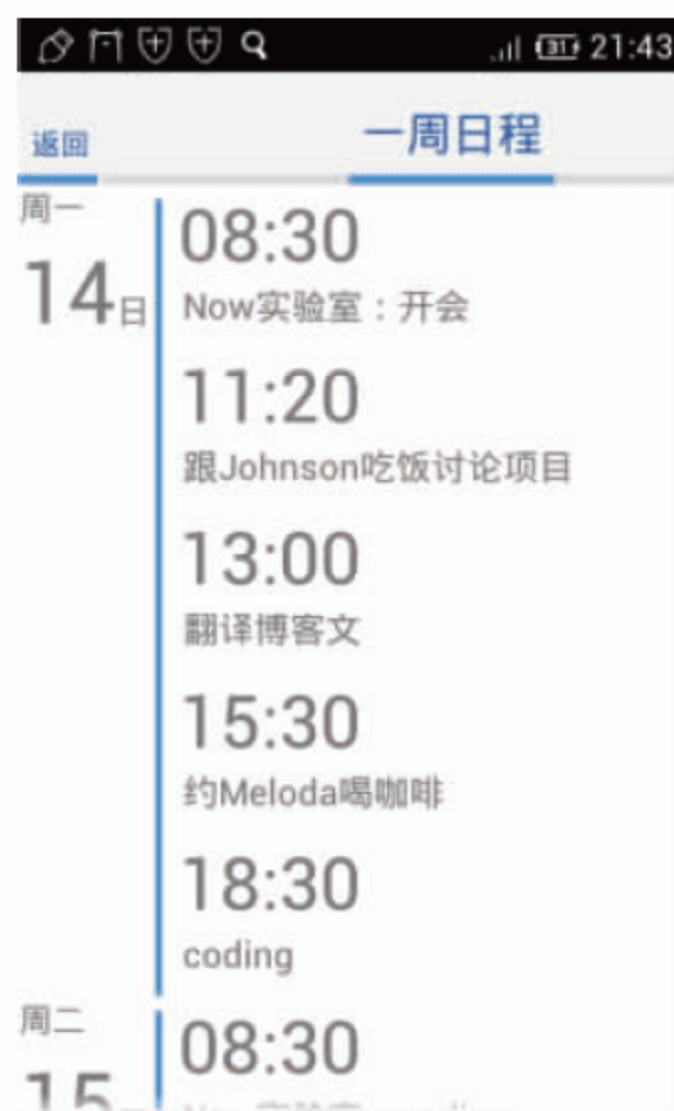 21:43
返回
一周日程
周一
14日
08:30
Now实验室：开会
11:20
跟Johnson吃饭讨论项目
13:00
翻译博客文
15:30
约Meloda喝咖啡
18:30
coding
周二
15
08:30